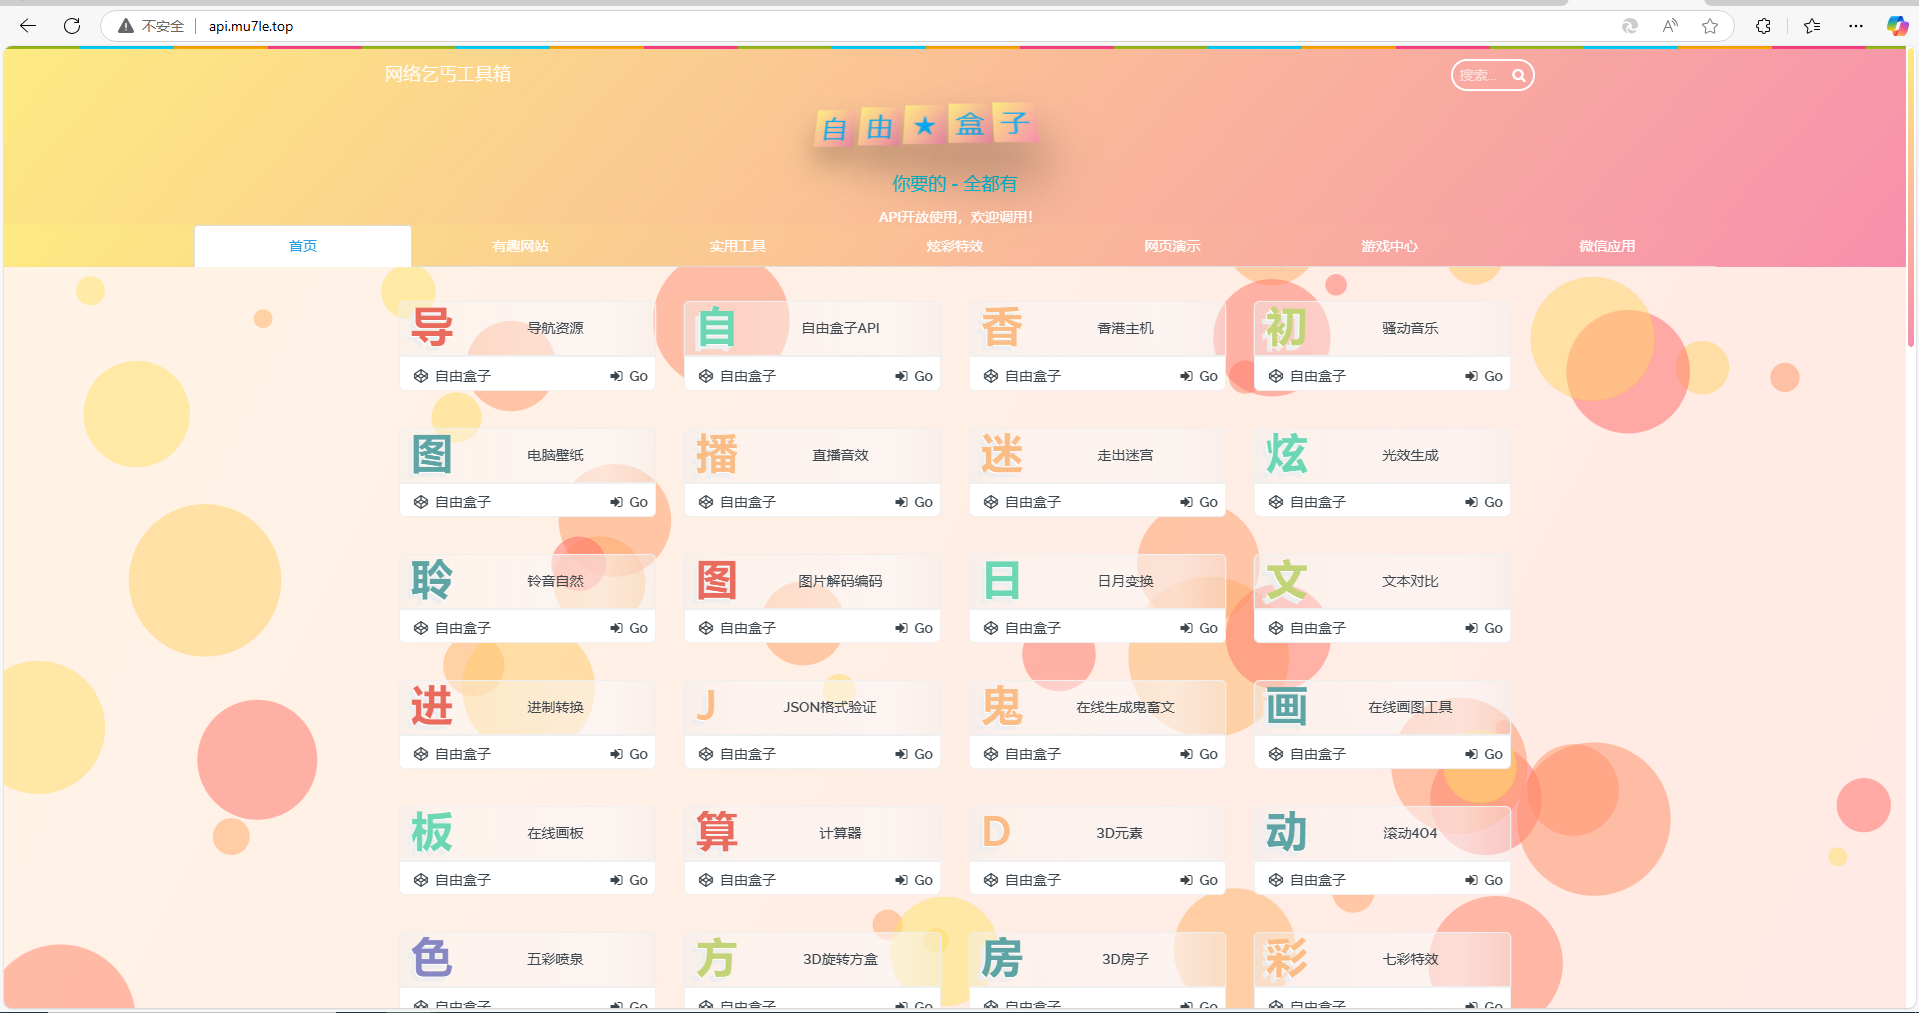 不安全 api.mu7le.top
网络乞丐工具箱 搜索...
自由★盒子
你要的 - 全都有
API开放使用，欢迎调用！
首页 有趣网站 实用工具 炫彩特效 网页演示 游戏中心 微信应用
导 导航资源 自 自由盒子API 香 香港主机 初 骚动音乐
自由盒子 Go 自由盒子 Go 自由盒子 Go 自由盒子 Go
图 电脑壁纸 播 直播音效 迷 走出迷宫 炫 光效生成
自由盒子 Go 自由盒子 Go 自由盒子 Go 自由盒子 Go
聆 铃音自然 图 图片解码编码 日 日月变换 文 文本对比
自由盒子 Go 自由盒子 Go 自由盒子 Go 自由盒子 Go
进 进制转换 J JSON格式验证 鬼 在线生成鬼畜文 画 在线画图工具
自由盒子 Go 自由盒子 Go 自由盒子 Go 自由盒子 Go
板 在线画板 算 计算器 D 3D元素 动 滚动404
自由盒子 Go 自由盒子 Go 自由盒子 Go 自由盒子 Go
色 五彩喷泉 方 3D旋转方盒 房 3D房子 彩 七彩特效
自由盒子 Go 自由盒子 Go 自由盒子 Go 自由盒子 Go